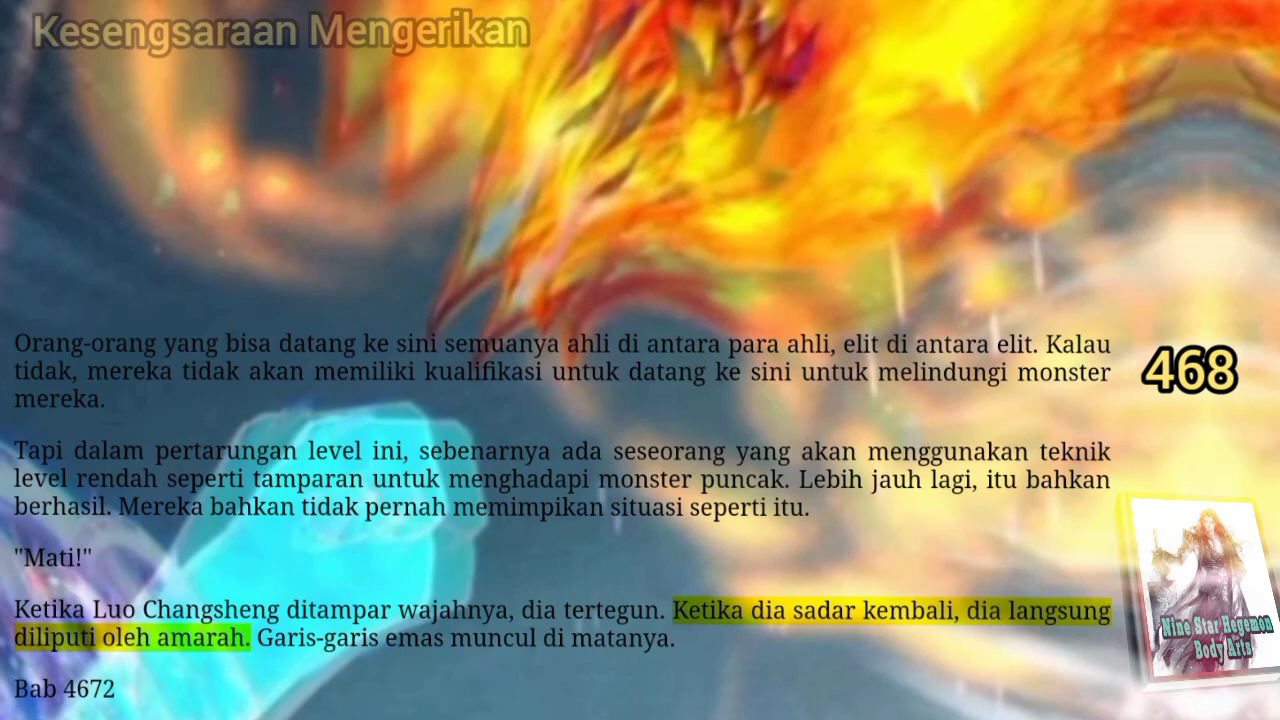 Kesengsaraan Mengerikan
Orang-orang yang bisa datang ke sini semuanya ahli di antara para ahli, elit di antara elit. Kalau
tidak, mereka tidak akan memiliki kualifikasi untuk datang ke sini untuk melindungi monster
mereka.
468
Tapi dalam pertarungan level ini, sebenarnya ada seseorang yang akan menggunakan teknik
level rendah seperti tamparan untuk menghadapi monster puncak. Lebih jauh lagi, itu bahkan
berhasil. Mereka bahkan tidak pernah memimpikan situasi seperti itu.
"Mati!"
Ketika Luo Changsheng ditampar wajahnya, dia tertegun. Ketika dia sadar kembali, dia langsung
diliputi oleh amarah. Garis-garis emas muncul di matanya.
Nine Star Hegemon
Body Arts
Bab 4672